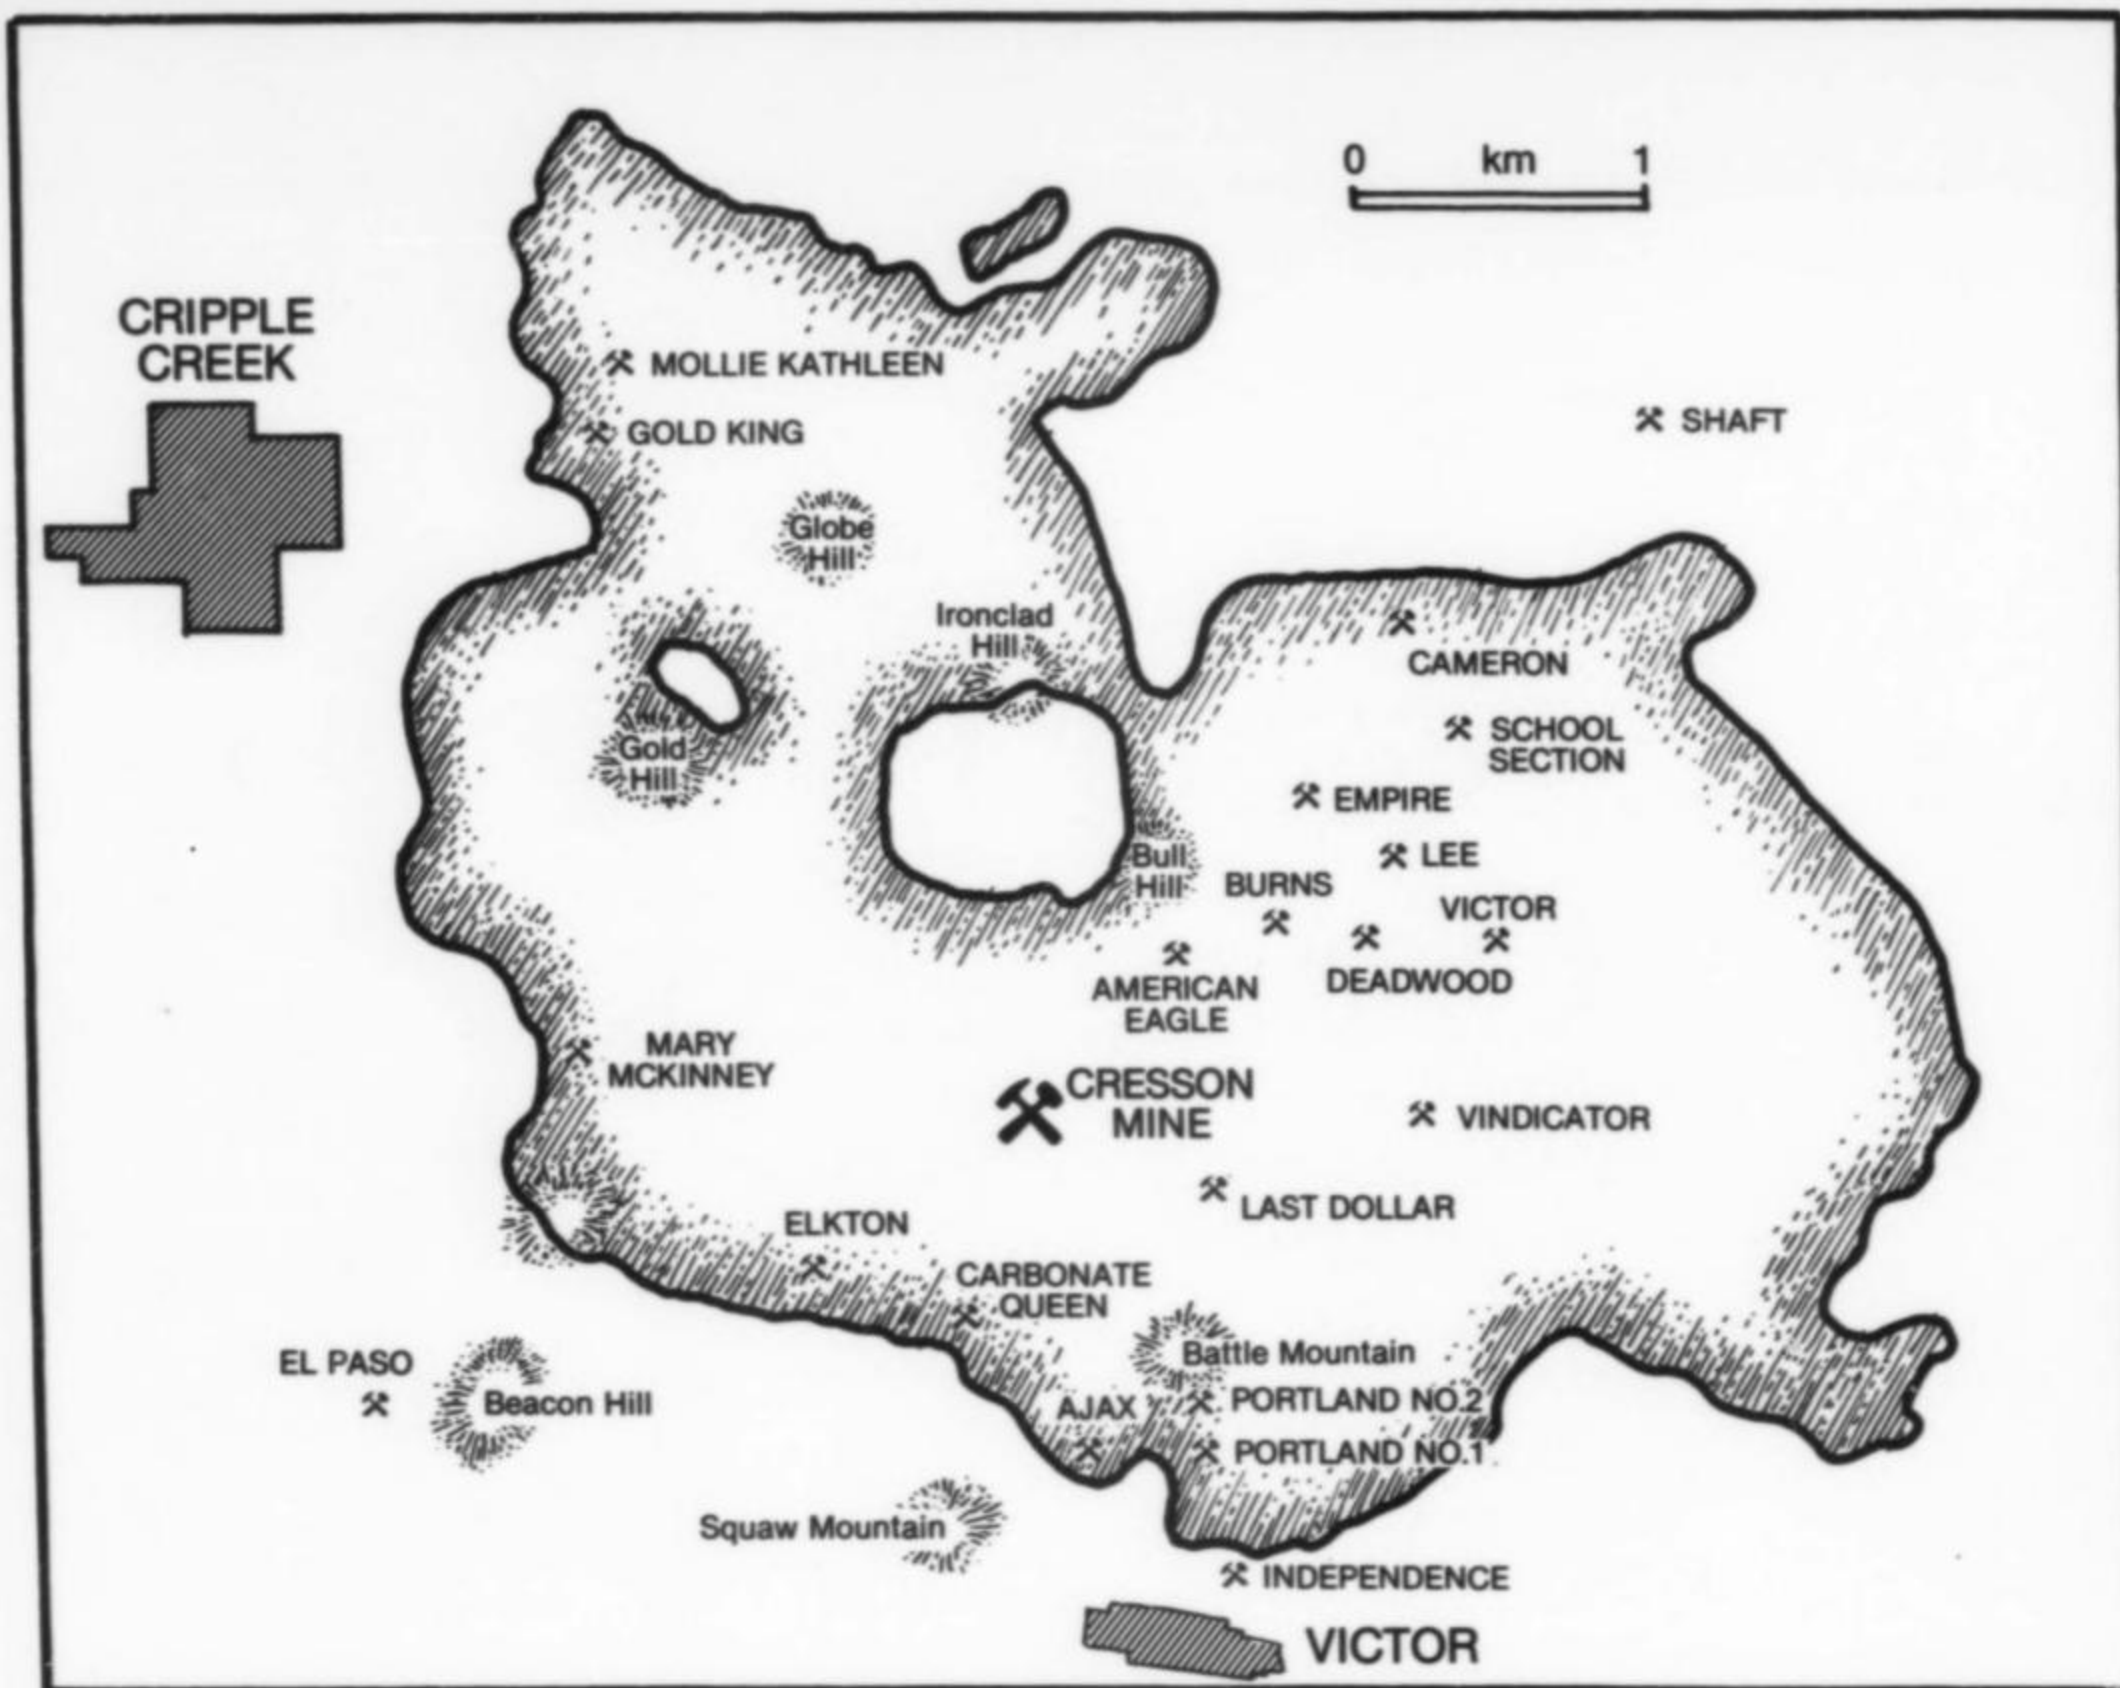 0 km 1
CRIPPLE
CREEK
MOLLIE KATHLEEN
GOLD KING
SHAFT
Globe
Hill
Ironclad
Hill
CAMERON
Gold
Hill
SCHOOL
SECTION
EMPIRE
LEE
Bull
Hill
BURNS
VICTOR
DEADWOOD
AMERICAN
EAGLE
MARY
MCKINNEY
CRESSON
MINE
VINDICATOR
LAST DOLLAR
ELKTON
CARBONATE
QUEEN
Battle Mountain
EL PASO
Beacon Hill
AJAX
PORTLAND NO.2
PORTLAND NO.1
Squaw Mountain
INDEPENDENCE
VICTOR